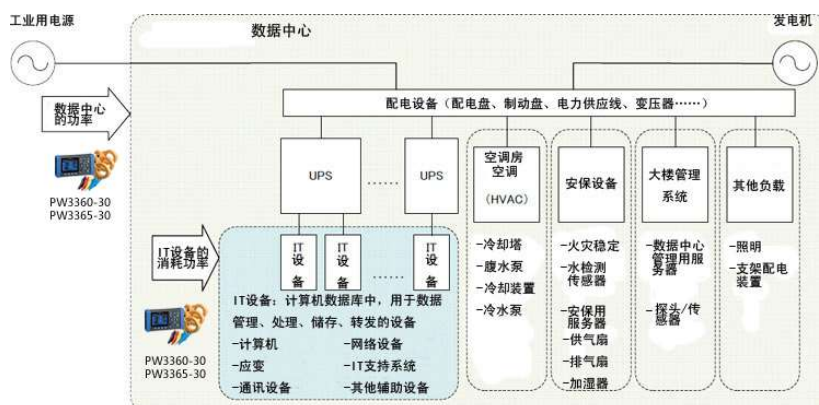 工业用电源
数据中心
发电机
配电设备（配电盘、制动盘、电力供应线、变压器……）
数据中心
的功率
PW3360-30
PW3365-30
UPS
……
UPS
空调房
空调
(HVAC)
安保设备
大楼管理
系统
其他负载
IT设备的
消耗功率
PW3360-30
PW3365-30
IT
设
备
IT
设
备
……
IT
设
备
IT设备：计算机数据库中，用于数据
管理、处理、储存、转发的设备
-计算机
-网络设备
-应变
-IT支持系统
-通讯设备
-其他辅助设备
-冷却塔
-腹水泵
-冷却装置
-冷水泵
-火灾稳定
-水检测
传感器
-安保用
服务器
-供气扇
-排气扇
-加湿器
-数据中心
管理用服
务器
-探头/传
感器
-照明
-支架配电
装置